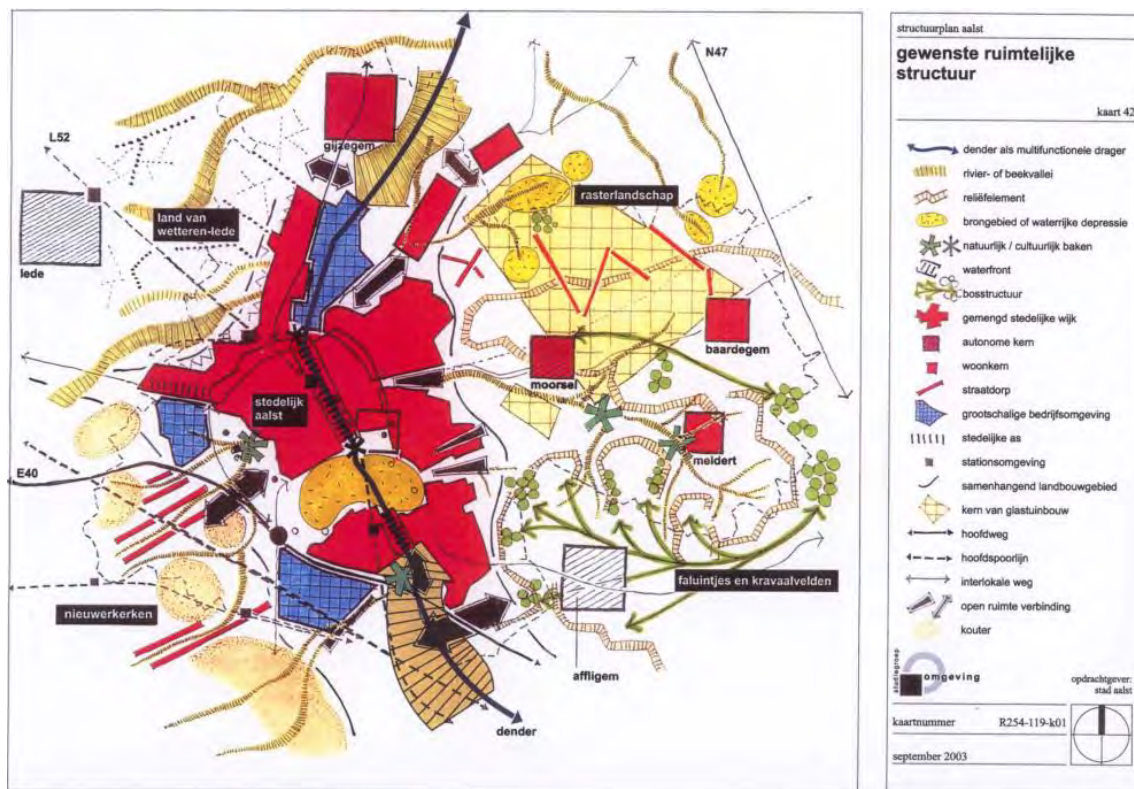 N47
L52
gijzegem
rasterlandschap
land van
wetteren-lede
lede
baardegem
moorsel
stedelijk
aalst
meldert
E40
faluintjes en kravaalvelden
nieuwerkerken
affligem
dender
structuurplan aalst
gewenste ruimtelijke
structuur
kaart 42
dender als multifunctionele drager
rivier- of beekvallei
reliëfelement
brongebied of waterrijke depressie
natuurlijk / cultuurlijk baken
waterfront
bosstructuur
gemengd stedelijke wijk
autonome kern
woonkern
straatdorp
grootschalige bedrijfsomgeving
stedelijke as
stationsomgeving
samenhangend landbouwgebied
kern van glastuinbouw
hoofdweg
hoofdspoorlijn
interlokale weg
open ruimte verbinding
kouter
studiegroep
omgeving
opdrachtgever:
stad aalst
kaartnummer R254-119-k01
september 2003